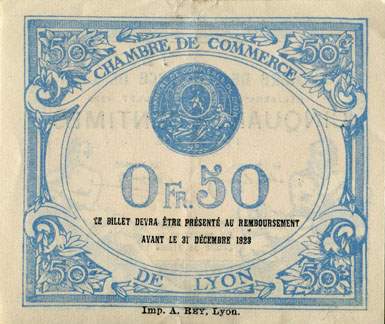 50 50
CHAMBRE DE COMMERCE
0 FR. 50
CE BILLET DEVRA ÊTRE PRÉSENTÉ AU REMBOURSEMENT
AVANT LE 31 DÉCEMBRE 1923
50 50
DE LYON
Imp. A. REY, Lyon.